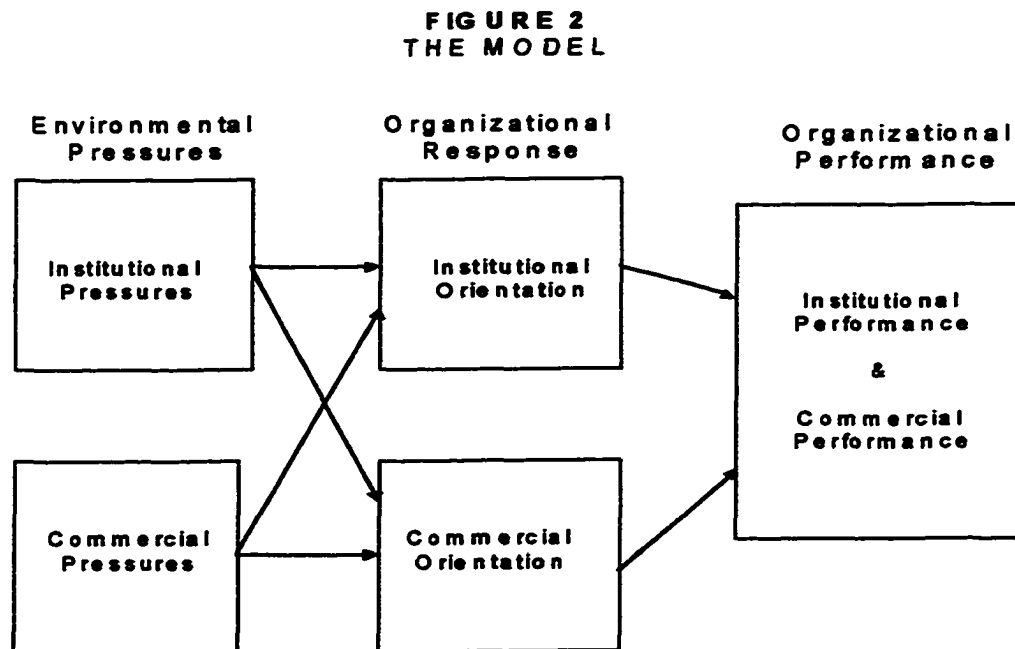 FIGURE 2
THE MODEL
Environmental
Pressures
Organizational
Response
Organizational
Performance
Institutional
Pressures
Institutional
Orientation
Institutional
Performance
&
Commercial
Performance
Commercial
Pressures
Commercial
Orientation